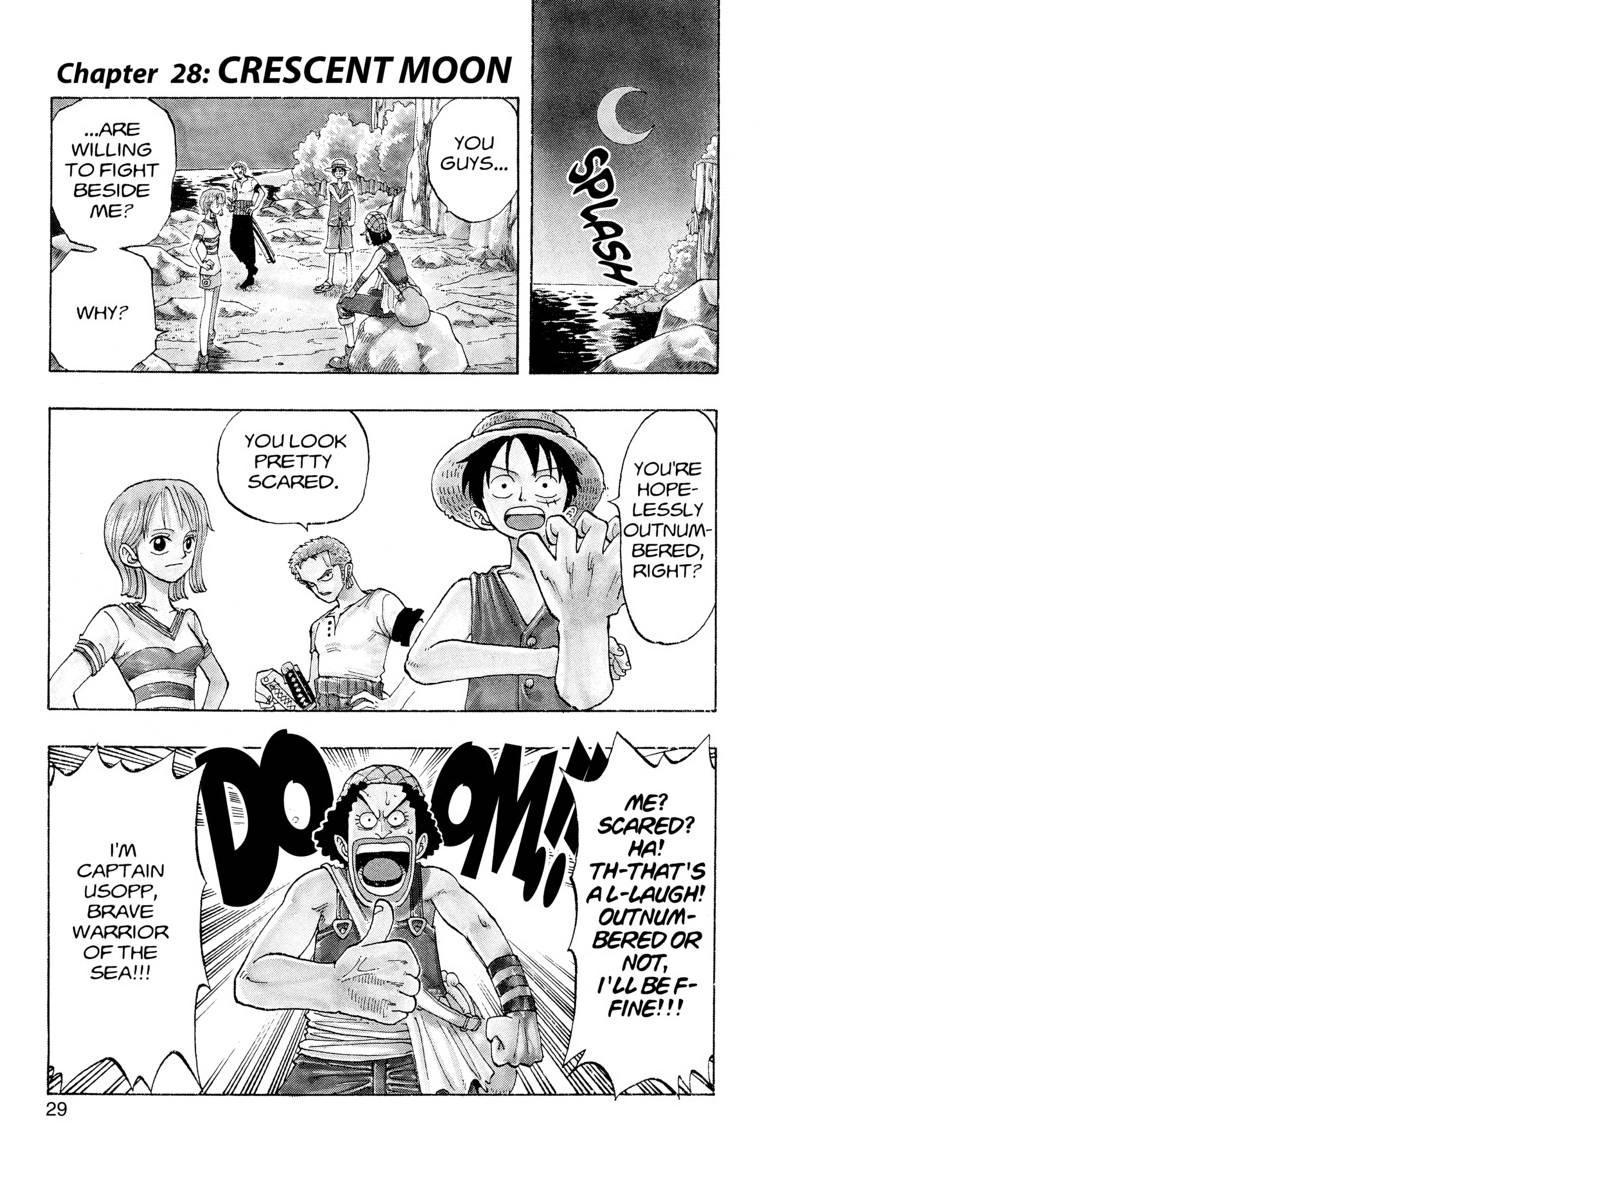 Chapter 28: CRESCENT MOON
SPLASH
YOU
GUYS...
...ARE
WILLING
TO FIGHT
BESIDE
ME?
WHY?
YOU'RE
HOPE-
LESSLY
OUTNUM-
BERED,
RIGHT?
YOU LOOK
PRETTY
SCARED.
ME?
SCARED?
HA!
TH-THAT'S
A L-LAUGH!
OUTNUM-
BERED OR
NOT,
I'LL BE F-
FINE!!!
DOOM!!
I'M
CAPTAIN
USOPP,
BRAVE
WARRIOR
OF THE
SEA!!!
29